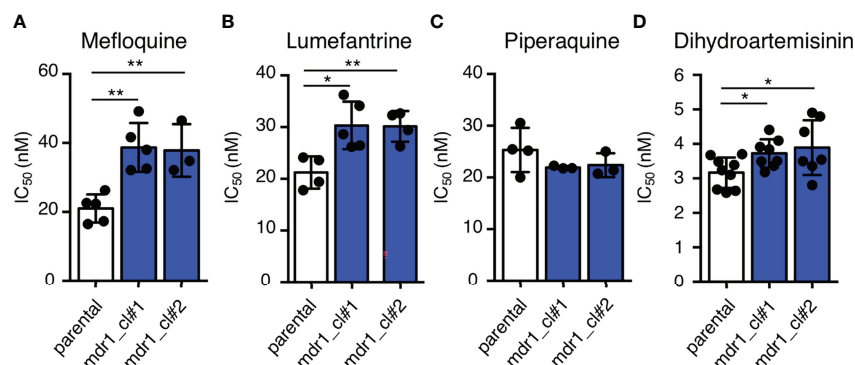 A
Mefloquine
IC50 (nM)
60
40
20
0
**
**
parental
mdr1_cl#1
mdr1_cl#2
B
Lumefantrine
IC50 (nM)
40
30
20
10
0
**
*
parental
mdr1_cl#1
mdr1_cl#2
C
Piperaquine
IC50 (nM)
40
30
20
10
0
parental
mdr1_cl#1
mdr1_cl#2
D
Dihydroartemisinin
IC50 (nM)
6
5
4
3
2
1
0
*
*
parental
mdr1_cl#1
mdr1_cl#2